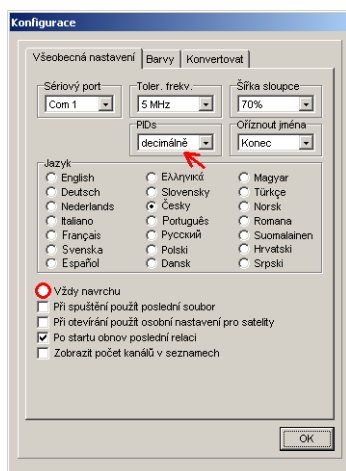 Konfigurace
Všeobecná nastavení Barvy Konvertovat
Sériový port Toler. frekv. Šířka sloupce
Com 1 5 MHz 70%
PIDs Oříznout jména
decimálně Konec
Jazyk
English Ελληνικά Magyar
Deutsch Slovensky Türkçe
Nederlands Česky Norsk
Italiano Português Romana
Français Русский Suomalainen
Svenska Polski Hrvatski
Español Dansk Srpski
Vždy navrchu
Při spuštění použít poslední soubor
Při otevírání použít osobní nastavení pro satelity
Po startu obnov poslední relaci
Zobrazit počet kanálů v seznamech
OK